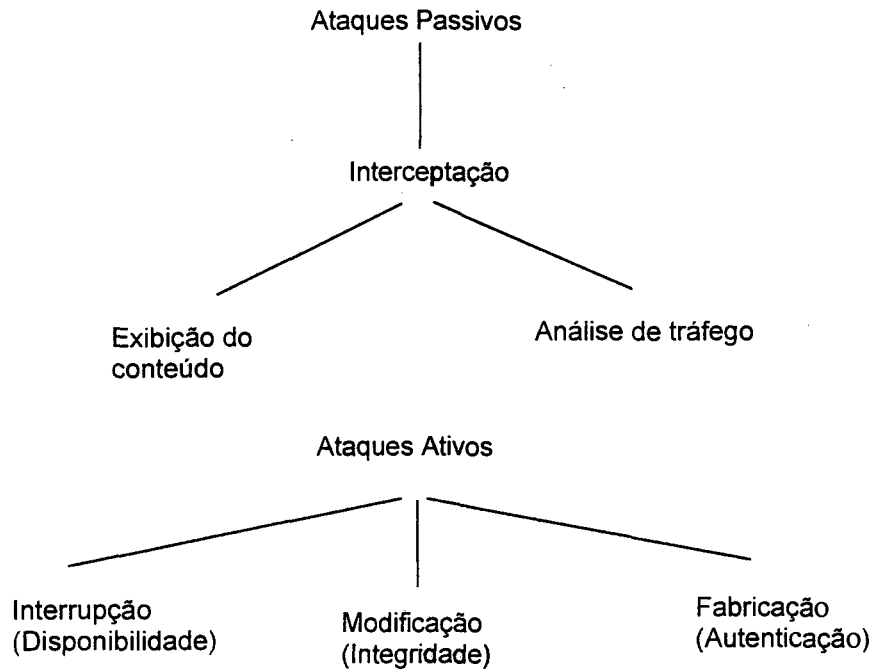 Ataques Passivos
Interceptação
Exibição do
conteúdo
Análise de tráfego
Ataques Ativos
Interrupção
(Disponibilidade)
Modificação
(Integridade)
Fabricação
(Autenticação)